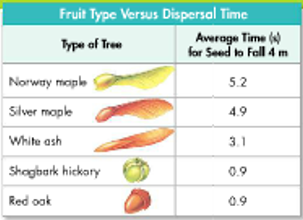 Fruit Type Versus Dispersal Time
Type of Tree
Average Time (s)
for Seed to Fall 4 m
Norway maple 5.2
Silver maple 4.9
White ash 3.1
Shagbark hickory 0.9
Red oak 0.9